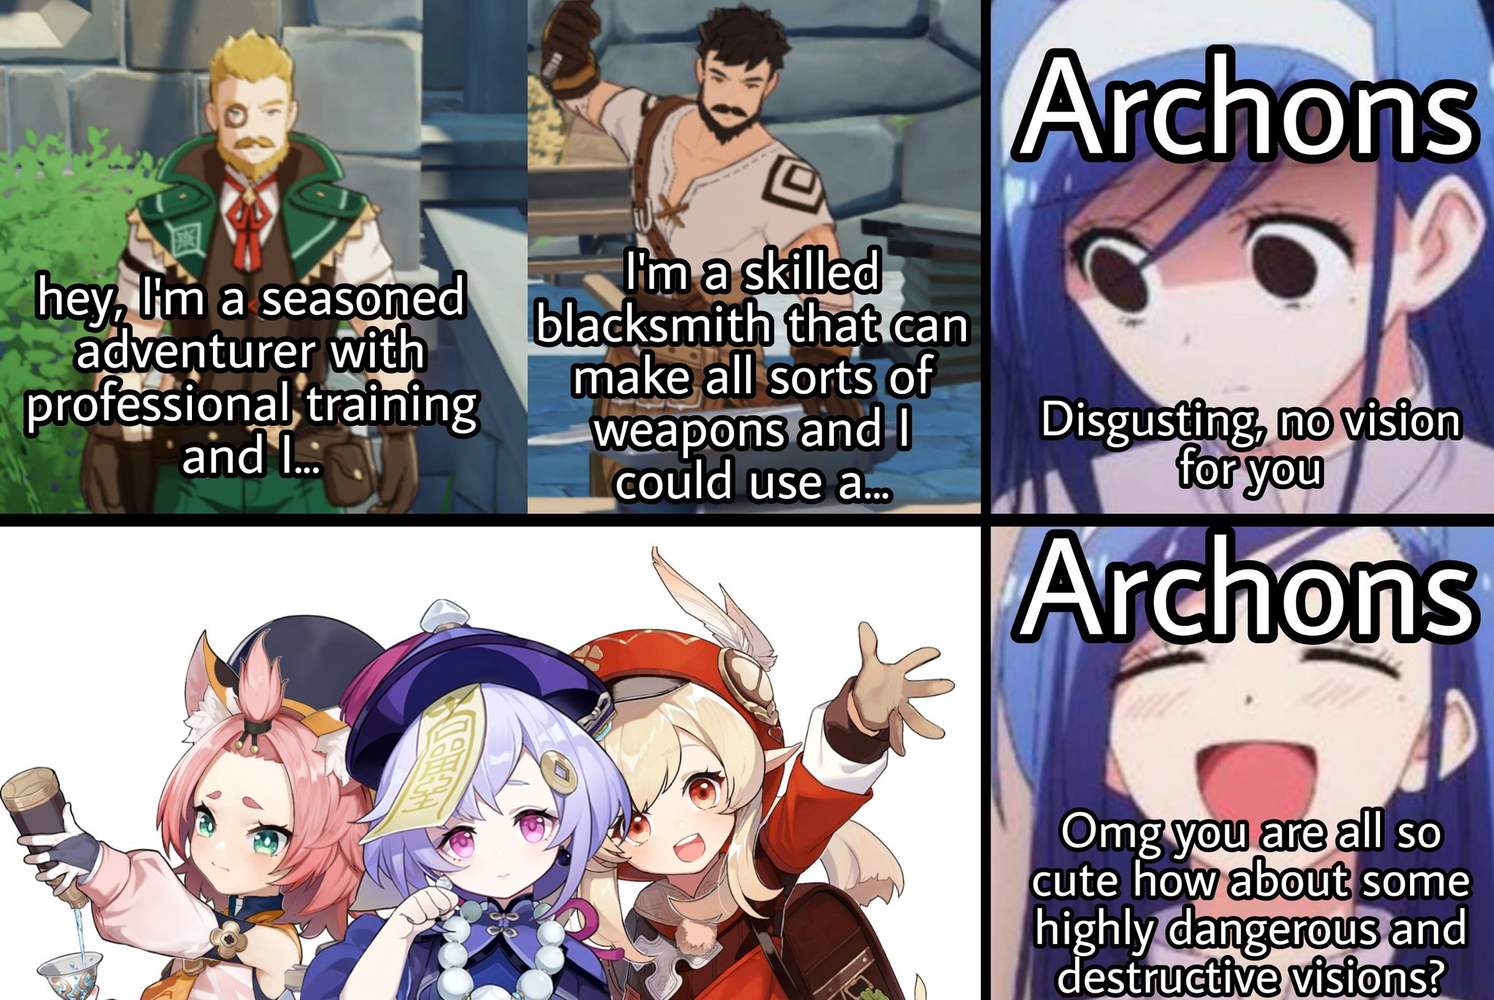 hey, I'm a seasoned
adventurer with
professional training
and I...
I'm a skilled
blacksmith that can
make all sorts of
weapons and I
could use a...
Archons
Disgusting, no vision
for you
Archons
Omg you are all so
cute how about some
highly dangerous and
destructive visions?